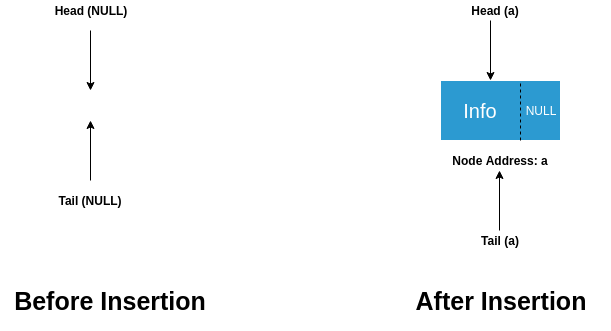 Head (NULL)
Tail (NULL)
Before Insertion
Head (a)
Info
NULL
Node Address: a
Tail (a)
After Insertion